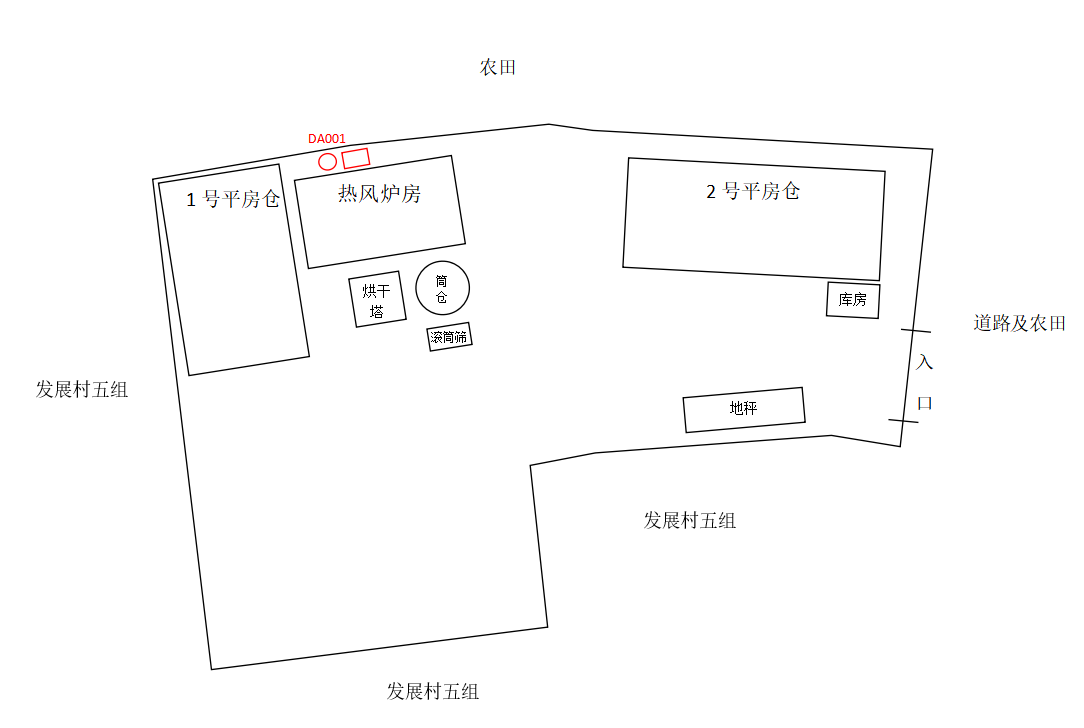 农田
DA001
1号平房仓
热风炉房
2号平房仓
烘干
塔
筒
仓
滚筒筛
库房
道路及农田
入
口
发展村五组
地秤
发展村五组
发展村五组